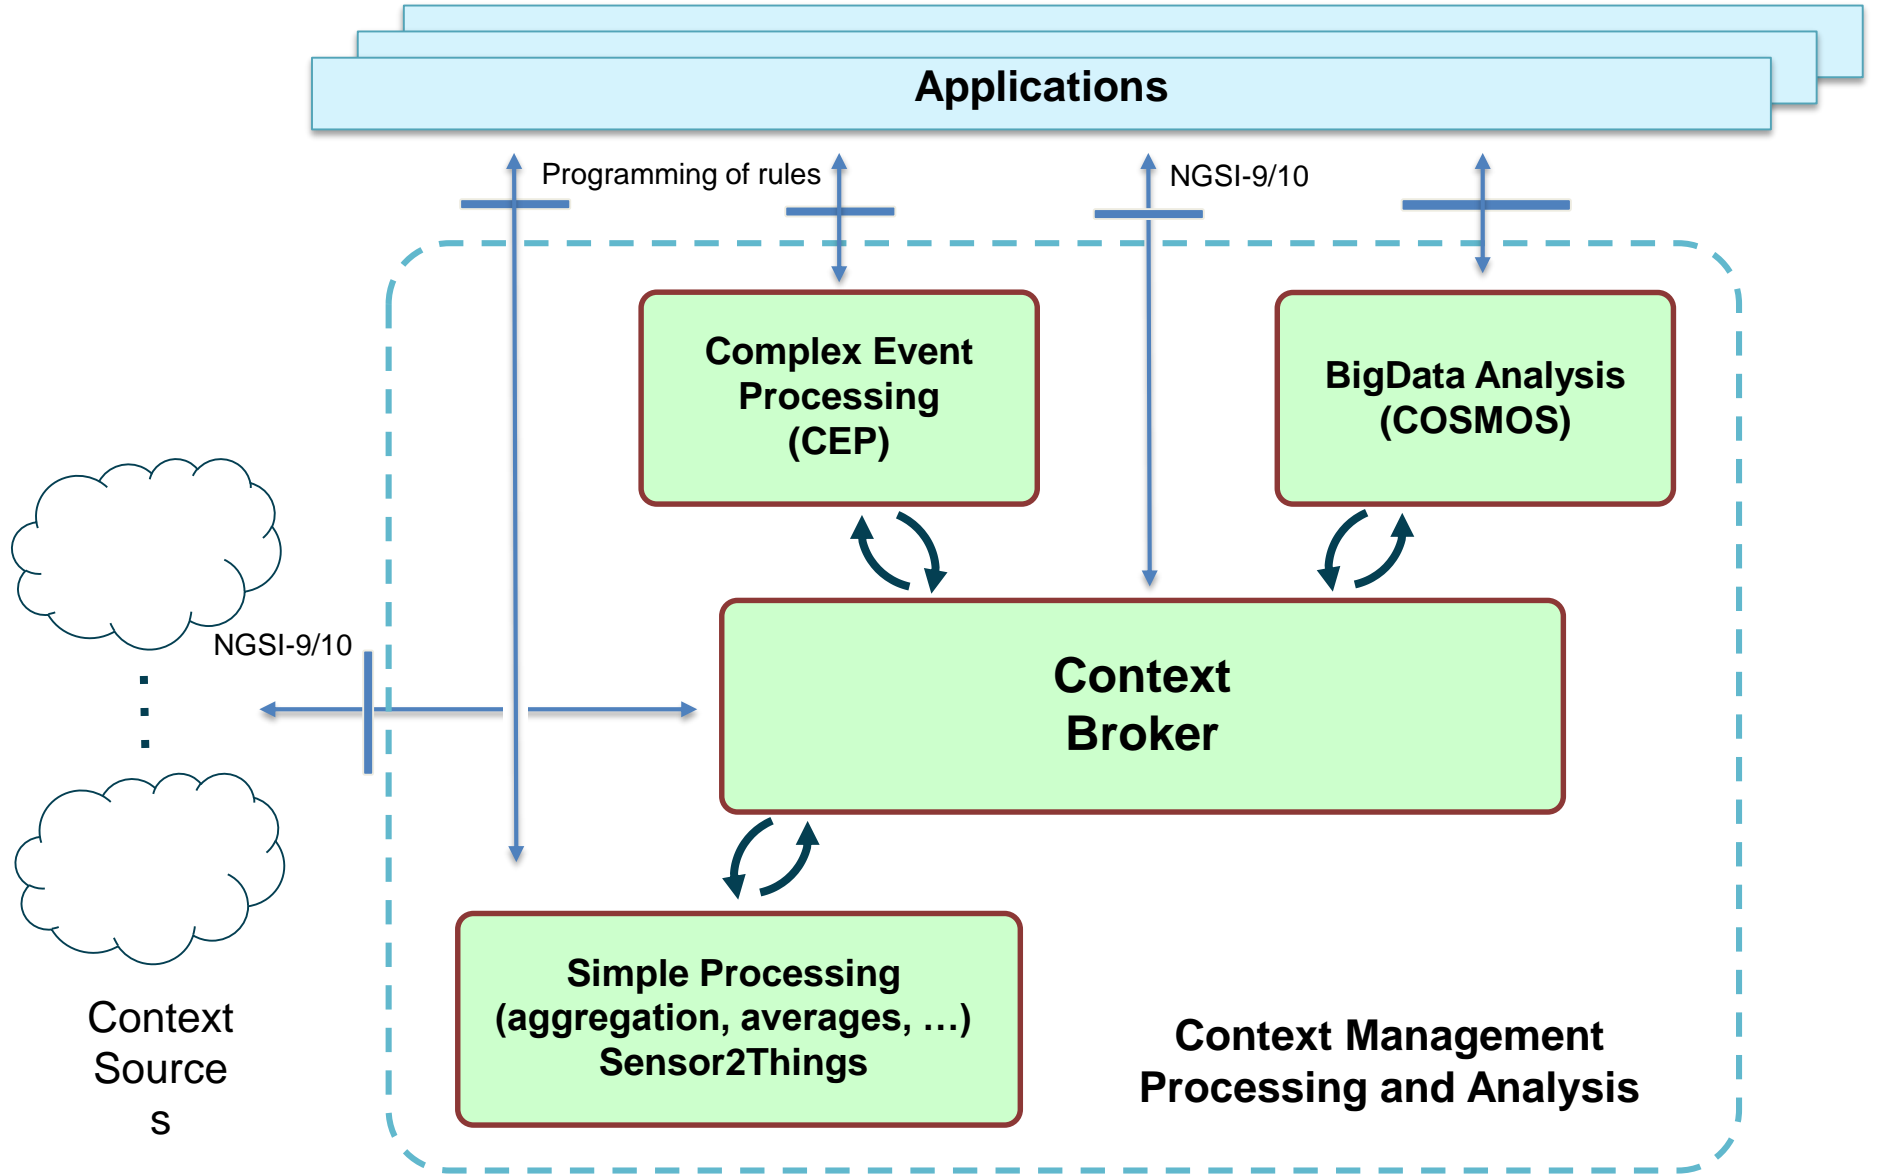 Applications
Programming of rules
NGSI-9/10
Complex Event
Processing
(CEP)
BigData Analysis
(COSMOS)
NGSI-9/10
Context
Broker
Simple Processing
(aggregation, averages, …)
Sensor2Things
Context
Source
s
Context Management
Processing and Analysis